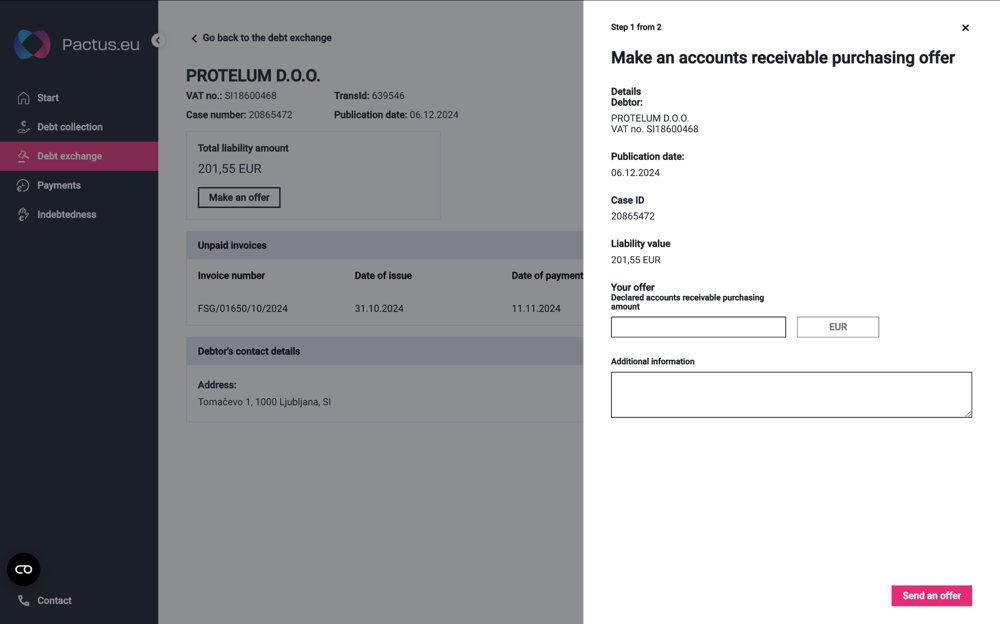 Pactus.eu
Start
Debt collection
Debt exchange
Payments
Indebtedness
Contact
Go back to the debt exchange
PROTELUM D.O.O.
VAT no.: SI18600468 TransId: 639546
Case number: 20865472 Publication date: 06.12.2024
Total liability amount
201,55 EUR
Make an offer
Unpaid invoices
Invoice number Date of issue Date of payment
FSG/01650/10/2024 31.10.2024 11.11.2024
Debtor's contact details
Address:
Tomačevo 1, 1000 Ljubljana, SI
Step 1 from 2
Make an accounts receivable purchasing offer
Details
Debtor:
PROTELUM D.O.O.
VAT no. SI18600468
Publication date:
06.12.2024
Case ID
20865472
Liability value
201,55 EUR
Your offer
Declared accounts receivable purchasing
amount
EUR
Additional information
Send an offer